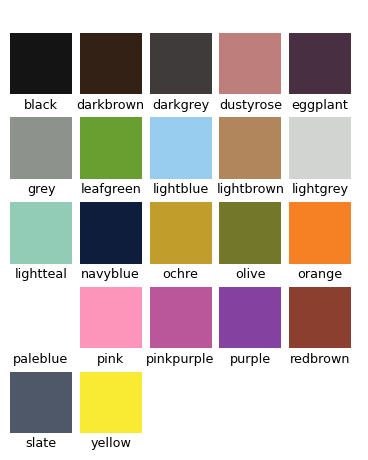 black darkbrown darkgrey dustyrose eggplant
grey leafgreen lightblue lightbrown lightgrey
lightteal navyblue ochre olive orange
paleblue pink pinkpurple purple redbrown
slate yellow